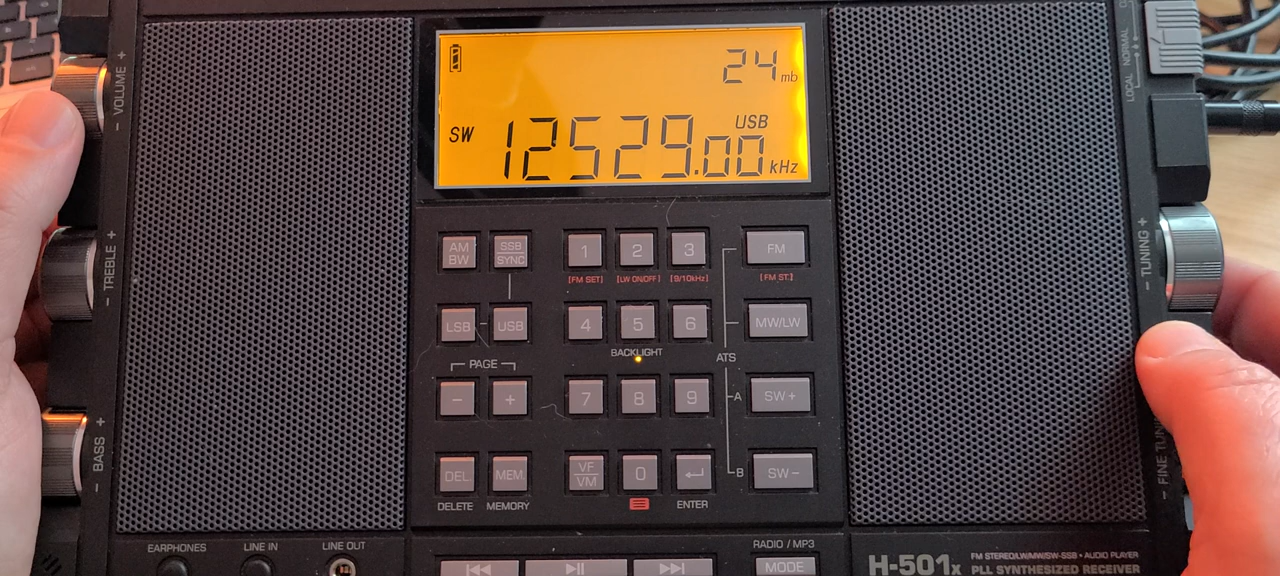 24 mb
SW 12529.00 USB kHz
VOLUME
- +
TREBLE
- +
BASS
- +
AM BW
SSB SYNC
1 2 3
FM
[FM SET] [LW ON/OFF] [9/10kHz] [FM ST.]
LSB USB
4 5 6
MW/LW
BACKLIGHT
ATS
PAGE
- +
7 8 9
A
SW+
DEL. MEM.
VF VM
0
B
SW-
DELETE MEMORY
ENTER
LOCAL NORMAL
TUNING
- +
FINE TUNING
-
EARPHONES LINE IN LINE OUT
RADIO / MP3
MODE
H-501x
FM STEREO/LW/MW/SW-SSB • AUDIO PLAYER
PLL SYNTHESIZED RECEIVER